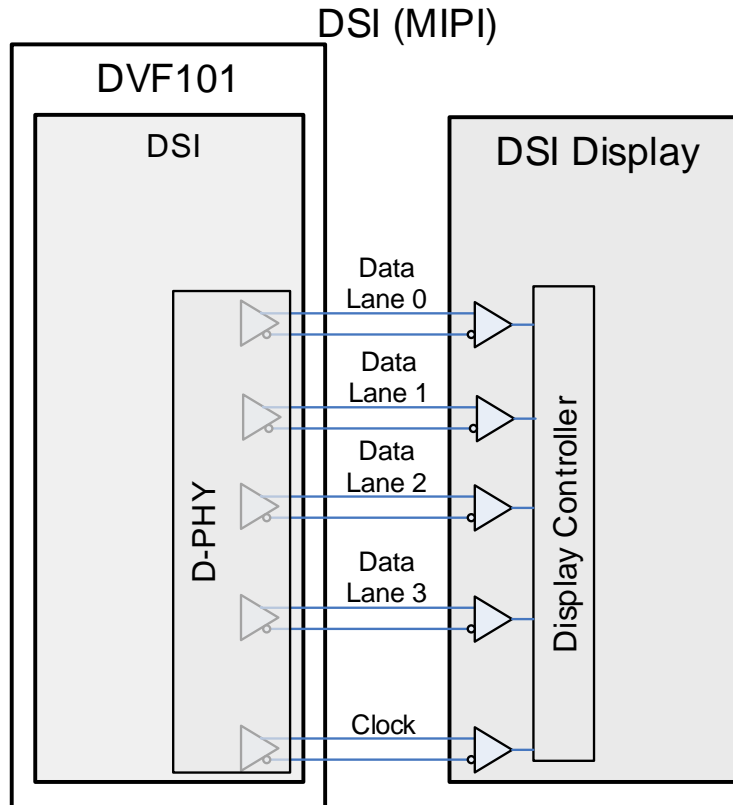 DSI (MIPI)
DVF101
DSI
DSI Display
Data
Lane 0
Data
Lane 1
Data
Lane 2
Data
Lane 3
Clock
D-PHY
Display Controller